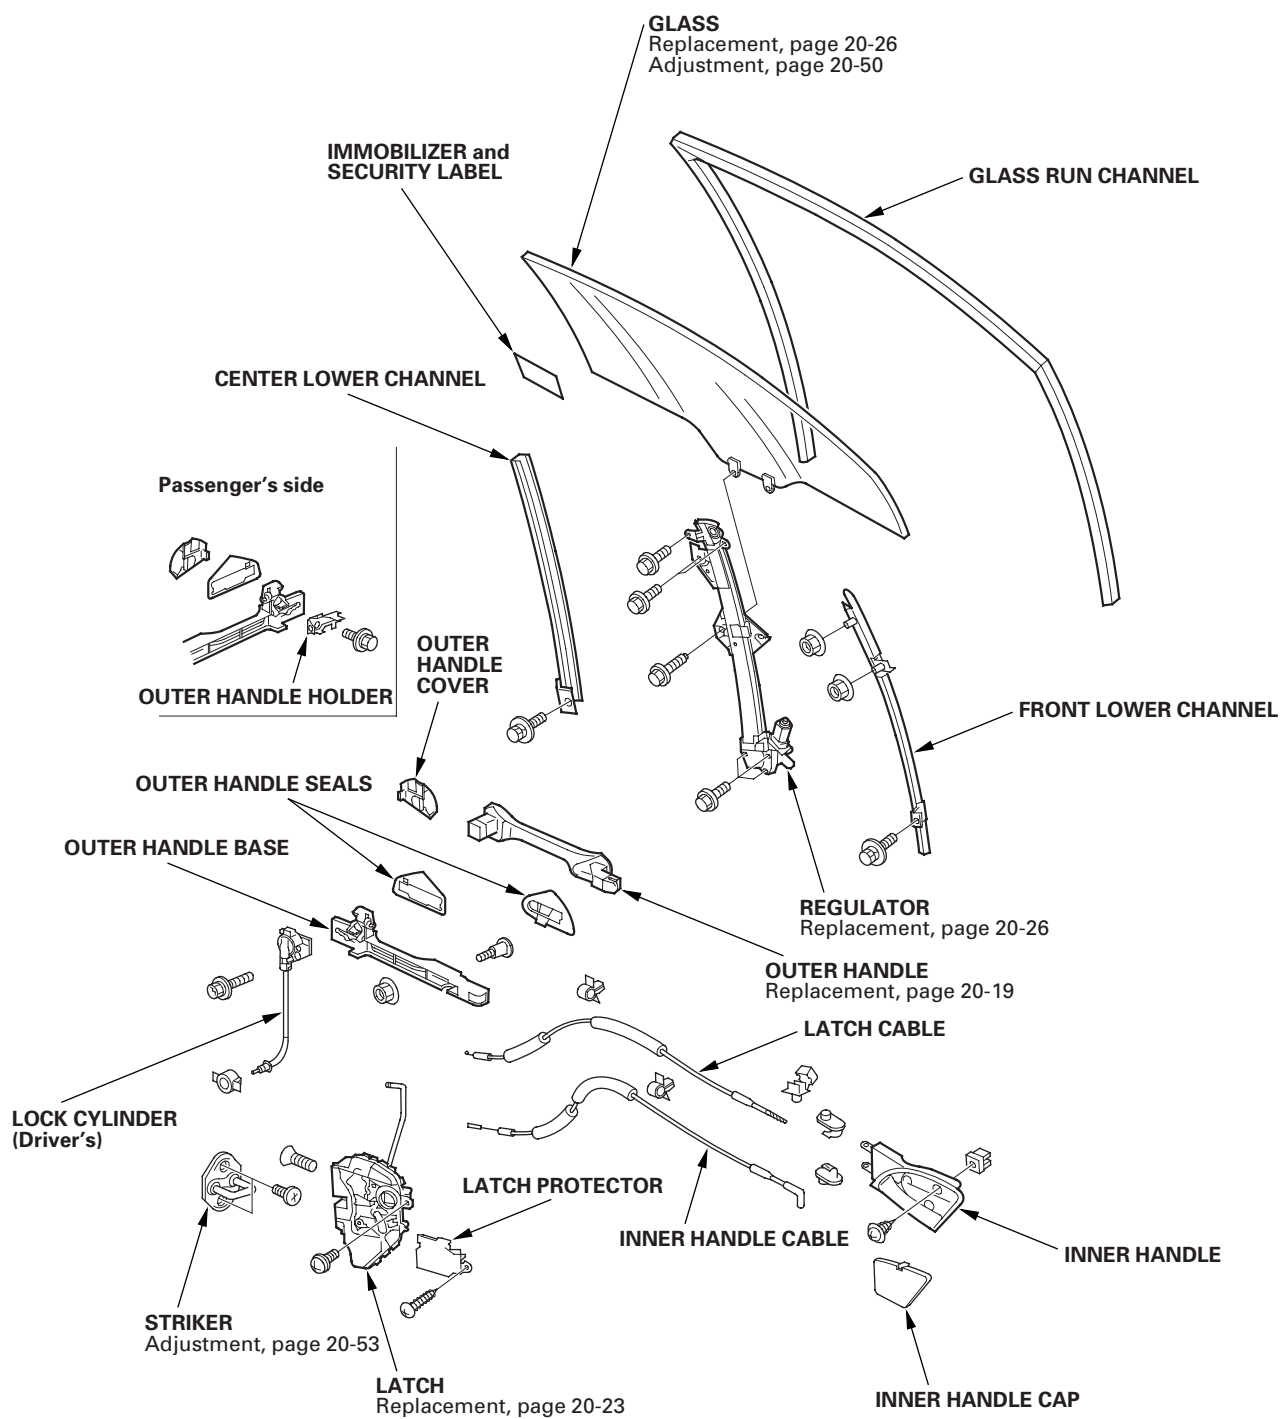 GLASS
Replacement, page 20-26
Adjustment, page 20-50
IMMOBILIZER and
SECURITY LABEL
GLASS RUN CHANNEL
CENTER LOWER CHANNEL
Passenger's side
OUTER HANDLE HOLDER
OUTER
HANDLE
COVER
FRONT LOWER CHANNEL
OUTER HANDLE SEALS
OUTER HANDLE BASE
REGULATOR
Replacement, page 20-26
OUTER HANDLE
Replacement, page 20-19
LATCH CABLE
LOCK CYLINDER
(Driver's)
LATCH PROTECTOR
INNER HANDLE CABLE
INNER HANDLE
STRIKER
Adjustment, page 20-53
LATCH
Replacement, page 20-23
INNER HANDLE CAP